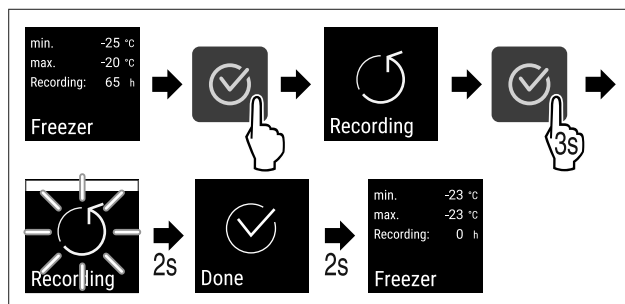 min. -25 °C
max. -20 °C
Recording: 65 h
Freezer
Recording
3s
Recording
2s
Done
2s
min. -23 °C
max. -23 °C
Recording: 0 h
Freezer